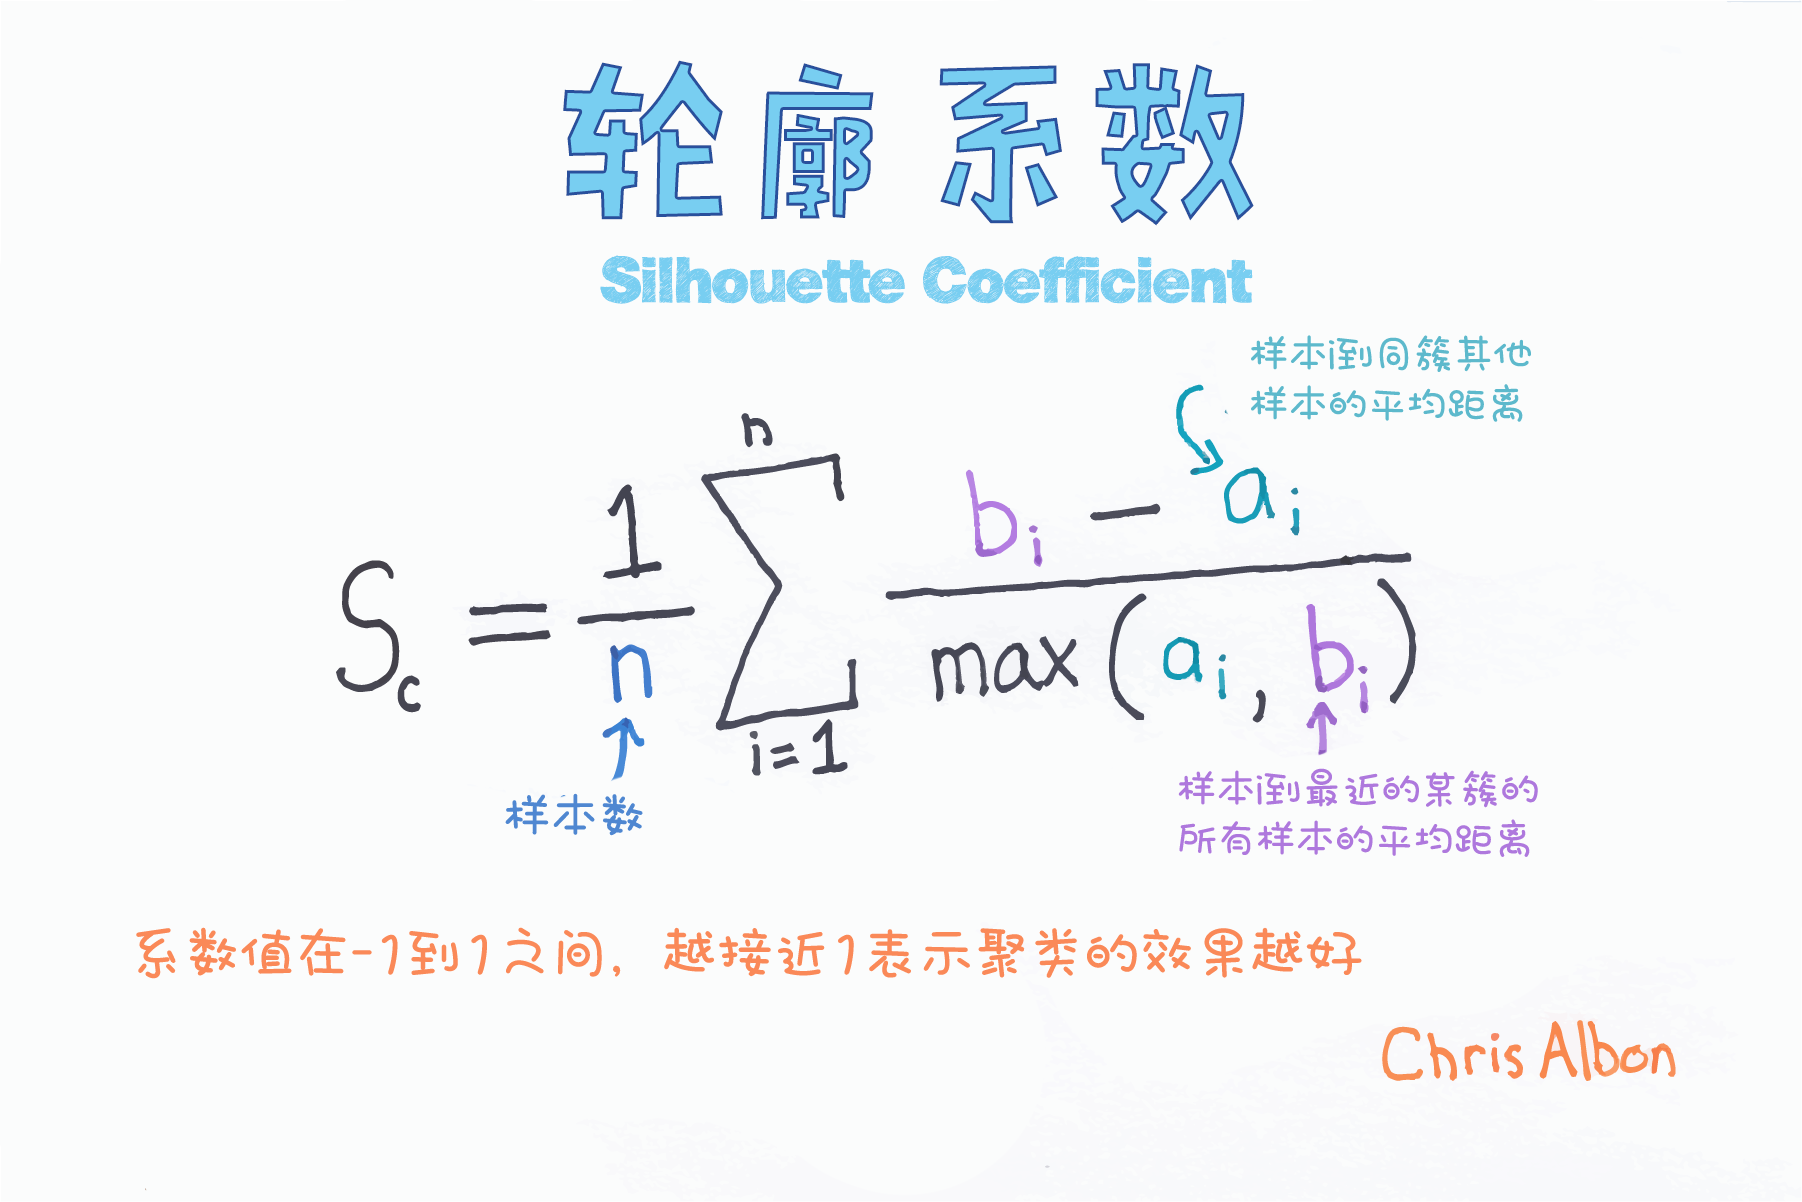 轮廓系数
Silhouette Coefficient
样本i到同簇其他
样本的平均距离
S_c = \frac{1}{n} \sum_{i=1}^{n} \frac{b_i - a_i}{max(a_i, b_i)}
样本数
样本i到最近的某簇的
所有样本的平均距离
系数值在-1到1之间，越接近1表示聚类的效果越好
Chris Albon